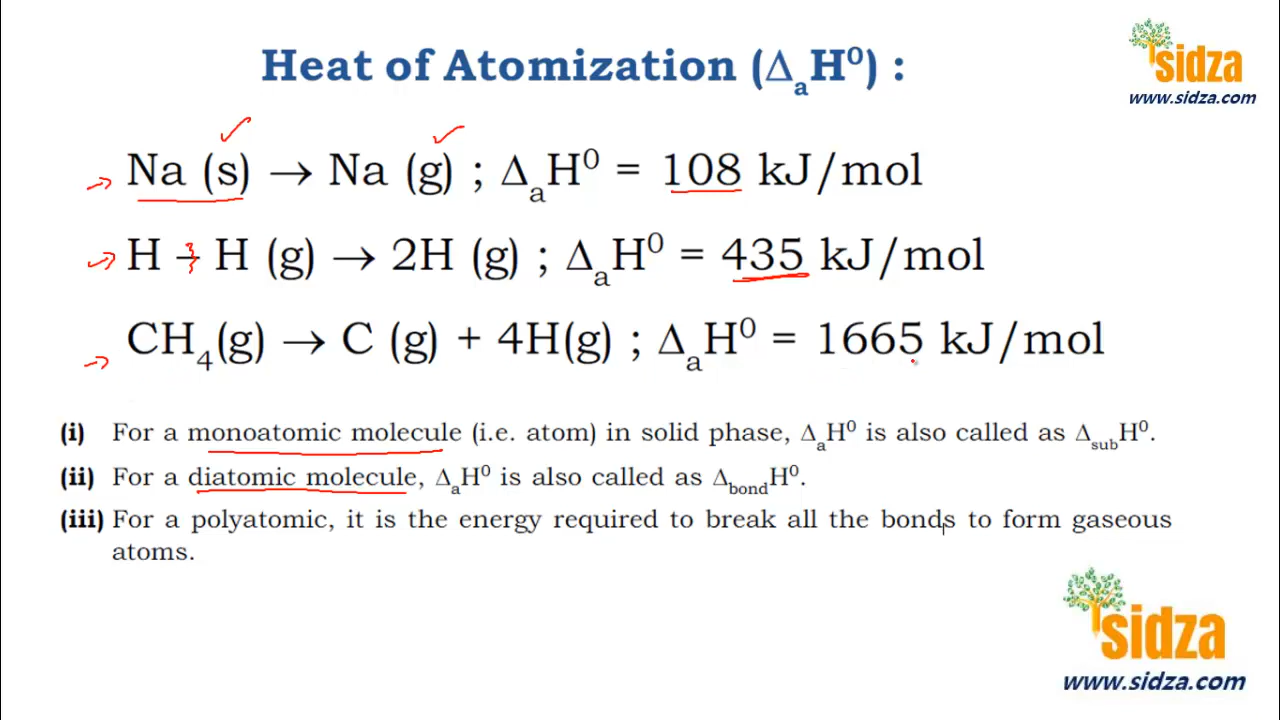 Heat of Atomization (ΔₐH⁰) :
sidza
www.sidza.com
Na (s) → Na (g) ; ΔₐH⁰ = 108 kJ/mol
H – H (g) → 2H (g) ; ΔₐH⁰ = 435 kJ/mol
CH₄(g) → C (g) + 4H(g) ; ΔₐH⁰ = 1665 kJ/mol
(i) For a monoatomic molecule (i.e. atom) in solid phase, ΔₐH⁰ is also called as Δ_subH⁰.
(ii) For a diatomic molecule, ΔₐH⁰ is also called as Δ_bondH⁰.
(iii) For a polyatomic, it is the energy required to break all the bonds to form gaseous
atoms.
sidza
www.sidza.com